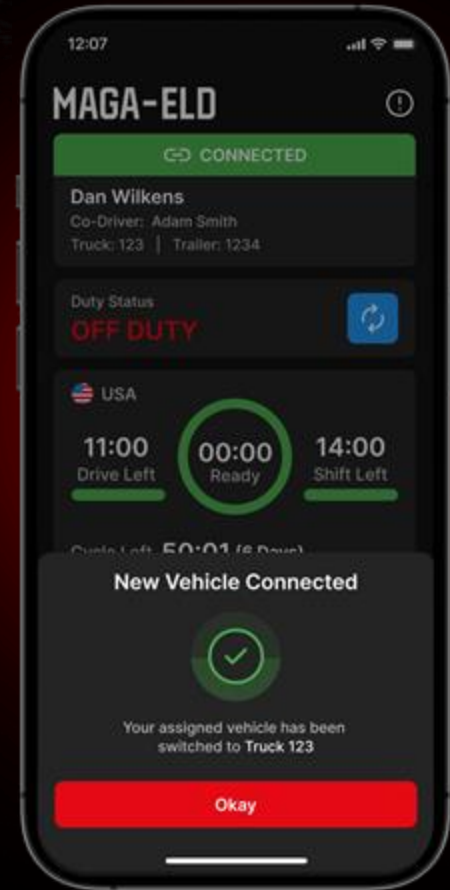 12:07
MAGA-ELD
CONNECTED
Dan Wilkens
Co-Driver: Adam Smith
Truck: 123 | Trailer: 1234
Duty Status
OFF DUTY
USA
11:00 00:00 14:00
Drive Left Ready Shift Left
Cycle Left 50:01 (6 Days)
New Vehicle Connected
Your assigned vehicle has been
switched to Truck 123
Okay